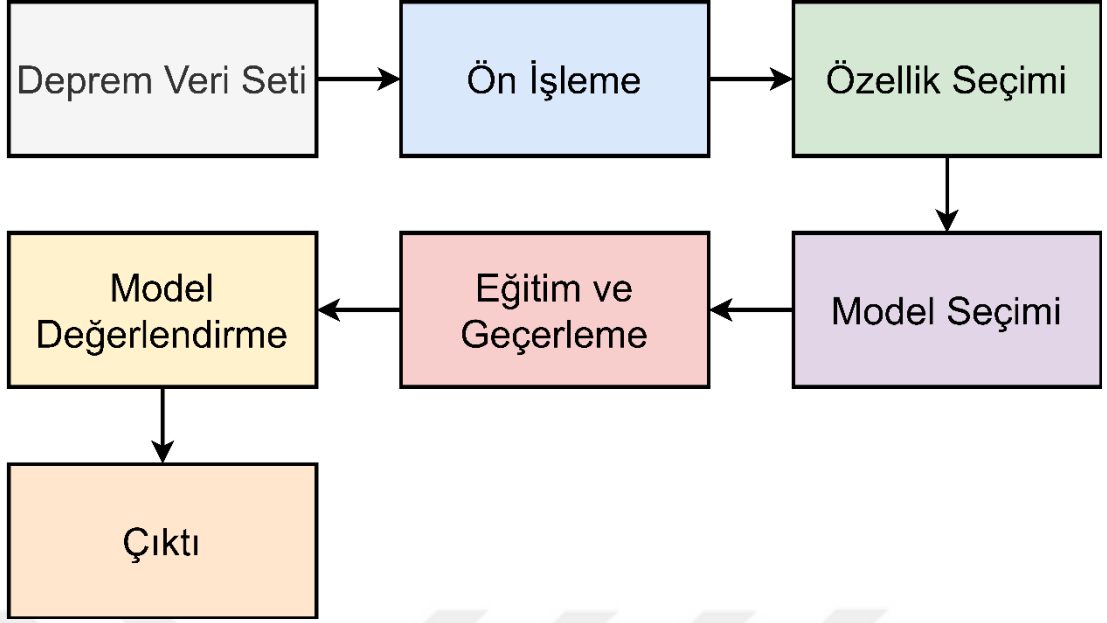 Deprem Veri Seti
Ön İşleme
Özellik Seçimi
Model Seçimi
Eğitim ve
Geçerleme
Model
Değerlendirme
Çıktı